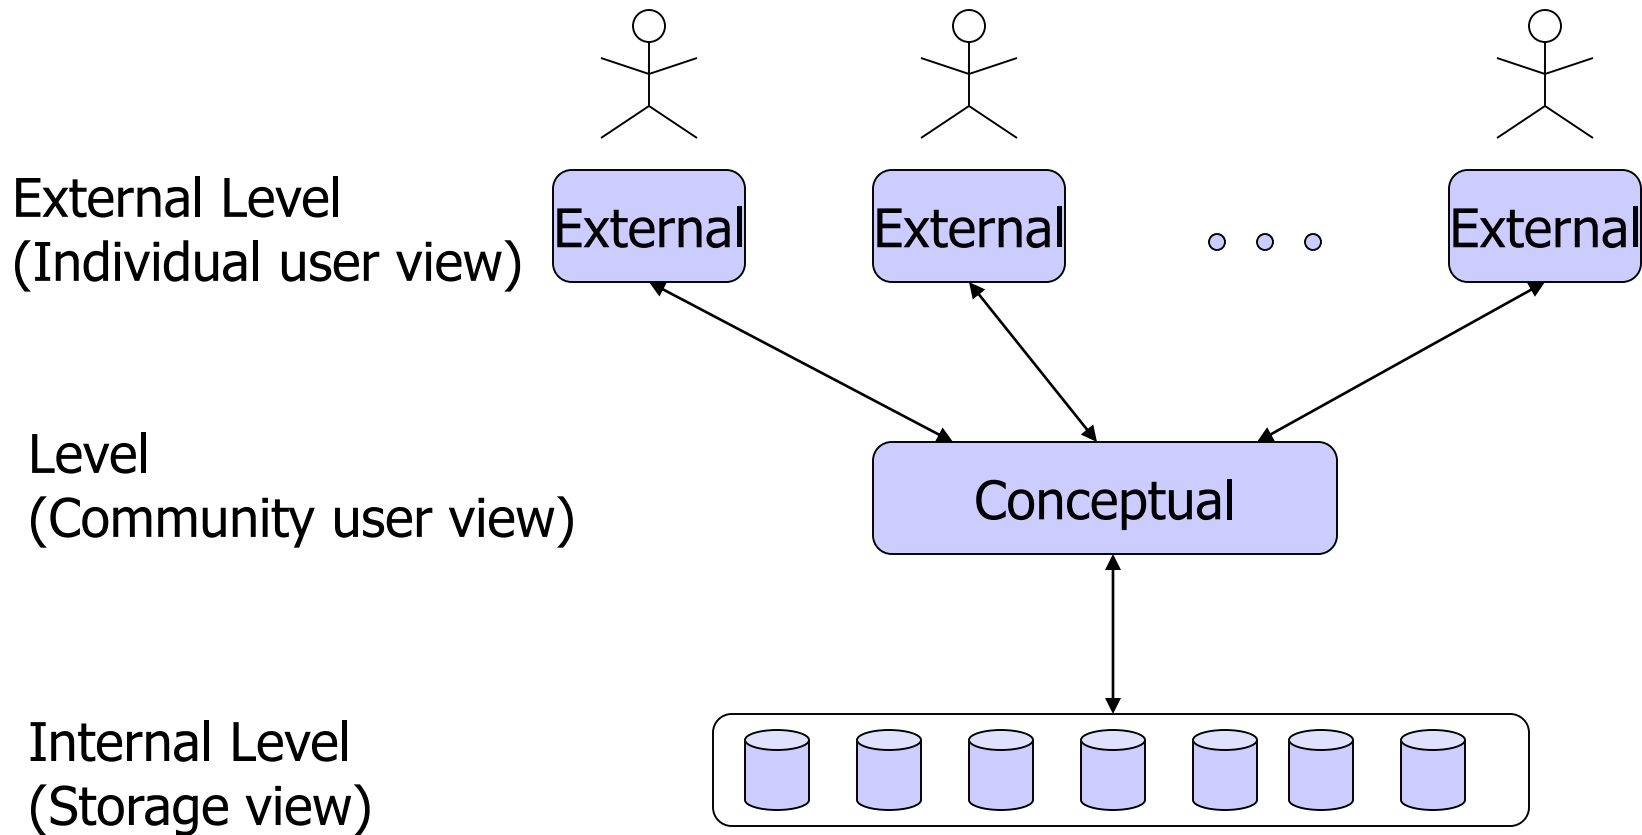 External Level
(Individual user view)
External
External
External
Level
(Community user view)
Conceptual
Internal Level
(Storage view)